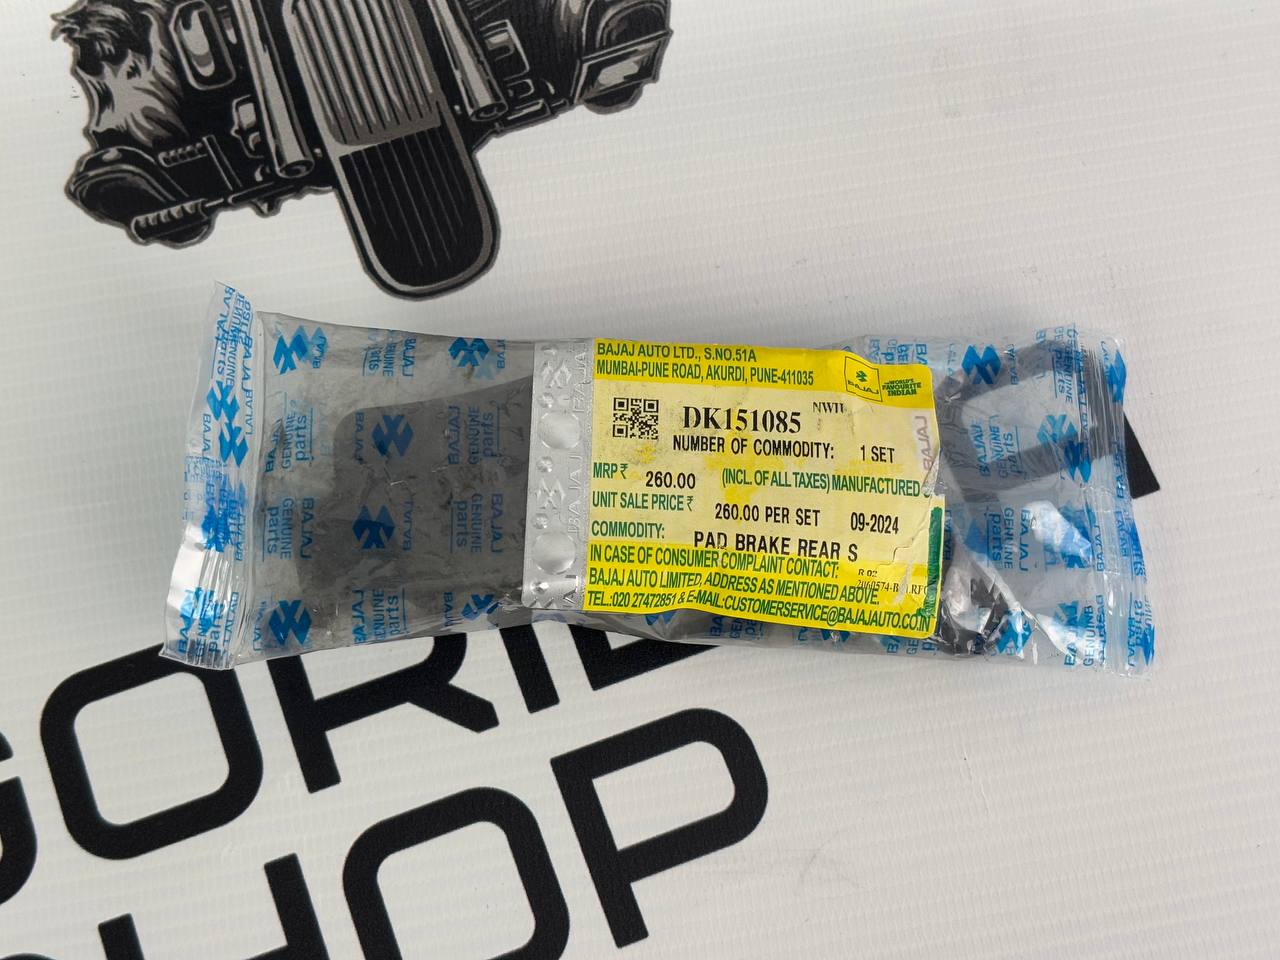 BAJAJ AUTO LTD., S.NO.51A
MUMBAI-PUNE ROAD, AKURDI, PUNE-411035
BAJAJ
THE WORLD'S
FAVOURITE
INDIAN
DK151085
NUMBER OF COMMODITY: 1 SET
MRP ₹ 260.00 (INCL. OF ALL TAXES) MANUFACTURED
UNIT SALE PRICE ₹ 260.00 PER SET 09-2024
COMMODITY: PAD BRAKE REAR S
IN CASE OF CONSUMER COMPLAINT CONTACT:
BAJAJ AUTO LIMITED, ADDRESS AS MENTIONED ABOVE.
TEL.:020 27472851 & E-MAIL:CUSTOMERSERVICE@BAJAJAUTO.CO.IN
BAJAJ
GENUINE
parts